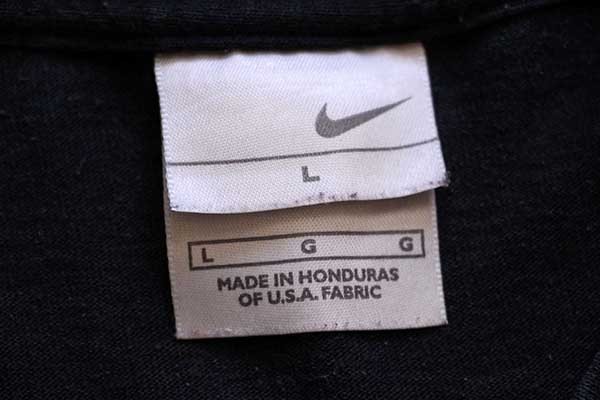 L
L G G
MADE IN HONDURAS
OF U.S.A. FABRIC